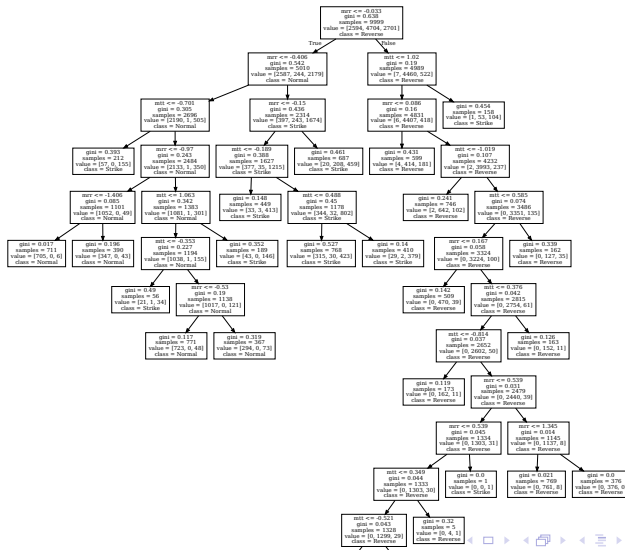 mrr <= -0.033
gini = 0.638
samples = 9999
value = [2594, 4704, 2701]
class = Reverse
True
False
mrr <= -0.406
gini = 0.542
samples = 5010
value = [2587, 244, 2179]
class = Normal
mtt <= 1.02
gini = 0.19
samples = 4989
value = [7, 4460, 522]
class = Reverse
mtt <= -0.701
gini = 0.305
samples = 2696
value = [2190, 1, 505]
class = Normal
mrr <= -0.15
gini = 0.436
samples = 2314
value = [397, 243, 1674]
class = Strike
mrr <= 0.086
gini = 0.16
samples = 4831
value = [6, 4407, 418]
class = Reverse
gini = 0.454
samples = 158
value = [1, 53, 104]
class = Strike
gini = 0.393
samples = 212
value = [57, 0, 155]
class = Strike
mrr <= -0.97
gini = 0.243
samples = 2484
value = [2133, 1, 350]
class = Normal
mtt <= -0.189
gini = 0.388
samples = 1627
value = [377, 35, 1215]
class = Strike
gini = 0.461
samples = 687
value = [20, 208, 459]
class = Strike
gini = 0.431
samples = 599
value = [4, 414, 181]
class = Reverse
mtt <= -1.019
gini = 0.107
samples = 4232
value = [2, 3993, 237]
class = Reverse
mrr <= -1.406
gini = 0.085
samples = 1101
value = [1052, 0, 49]
class = Normal
mtt <= 1.063
gini = 0.342
samples = 1383
value = [1081, 1, 301]
class = Normal
gini = 0.148
samples = 449
value = [33, 3, 413]
class = Strike
mtt <= 0.488
gini = 0.45
samples = 1178
value = [344, 32, 802]
class = Strike
gini = 0.241
samples = 746
value = [2, 642, 102]
class = Reverse
mtt <= 0.585
gini = 0.074
samples = 3486
value = [0, 3351, 135]
class = Reverse
gini = 0.017
samples = 711
value = [705, 0, 6]
class = Normal
gini = 0.196
samples = 390
value = [347, 0, 43]
class = Normal
mtt <= -0.353
gini = 0.227
samples = 1194
value = [1038, 1, 155]
class = Normal
gini = 0.352
samples = 189
value = [43, 0, 146]
class = Strike
gini = 0.527
samples = 768
value = [315, 30, 423]
class = Strike
gini = 0.14
samples = 410
value = [29, 2, 379]
class = Strike
mrr <= 0.187
gini = 0.058
samples = 3324
value = [0, 3224, 100]
class = Reverse
gini = 0.339
samples = 162
value = [0, 127, 35]
class = Reverse
gini = 0.49
samples = 56
value = [21, 1, 34]
class = Strike
mrr <= -0.53
gini = 0.19
samples = 1138
value = [1017, 0, 121]
class = Normal
gini = 0.142
samples = 509
value = [0, 470, 39]
class = Reverse
mtt <= 0.376
gini = 0.042
samples = 2815
value = [0, 2754, 61]
class = Reverse
gini = 0.117
samples = 771
value = [723, 0, 48]
class = Normal
gini = 0.319
samples = 367
value = [294, 0, 73]
class = Normal
mtt <= -0.814
gini = 0.037
samples = 2652
value = [0, 2602, 50]
class = Reverse
gini = 0.126
samples = 163
value = [0, 152, 11]
class = Reverse
gini = 0.119
samples = 173
value = [0, 162, 11]
class = Reverse
mrr <= 0.539
gini = 0.031
samples = 2479
value = [0, 2440, 39]
class = Reverse
mrr <= 0.539
gini = 0.045
samples = 1334
value = [0, 1303, 31]
class = Reverse
mrr <= 1.345
gini = 0.014
samples = 1145
value = [0, 1137, 8]
class = Reverse
mtt <= 0.349
gini = 0.044
samples = 1333
value = [0, 1303, 30]
class = Reverse
gini = 0.0
samples = 1
value = [0, 0, 1]
class = Strike
gini = 0.021
samples = 769
value = [0, 761, 8]
class = Reverse
gini = 0.0
samples = 376
value = [0, 376, 0]
class = Reverse
mtt <= -0.521
gini = 0.043
samples = 1328
value = [0, 1299, 29]
class = Reverse
gini = 0.32
samples = 5
value = [0, 4, 1]
class = Reverse